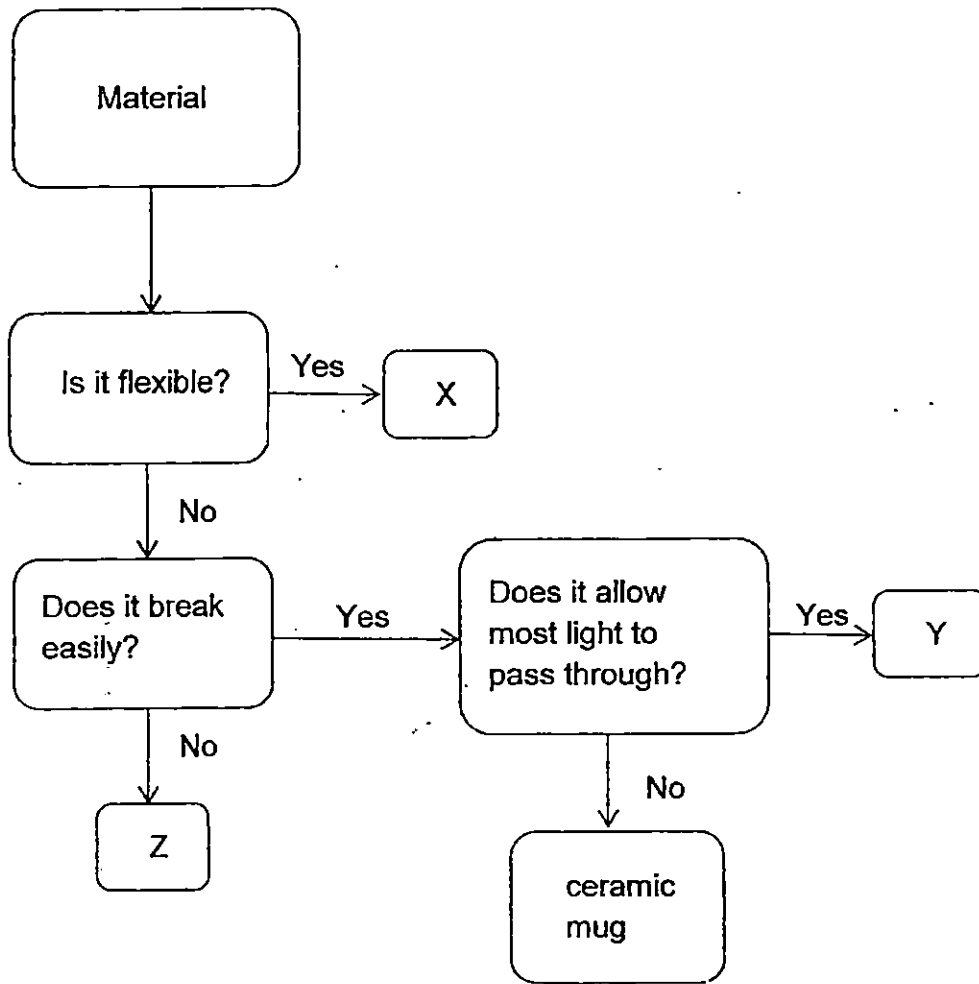 Material
Is it flexible?
Yes
X
No
Does it break
easily?
Yes
Does it allow
most light to
pass through?
Yes
Y
No
Z
No
ceramic
mug